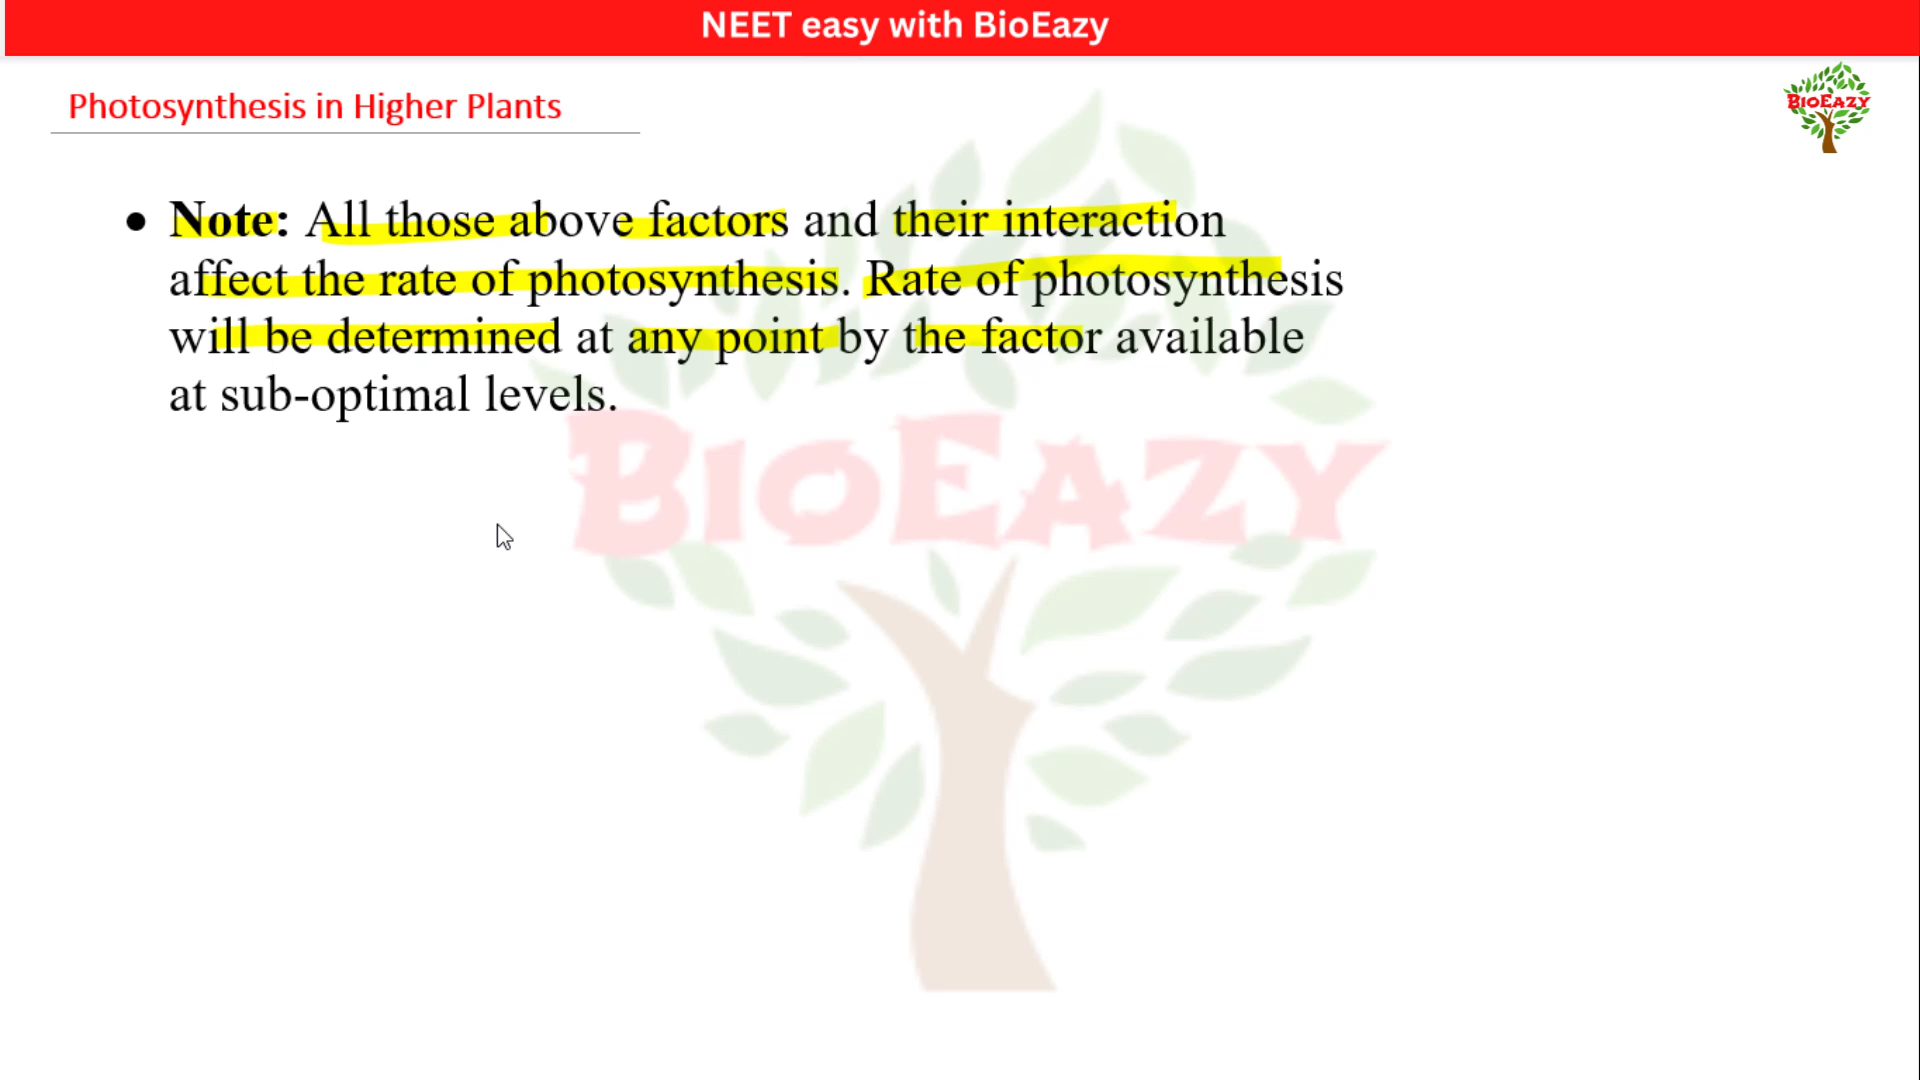 NEET easy with BioEazy
Photosynthesis in Higher Plants
BIOEAZY
• Note: All those above factors and their interaction
affect the rate of photosynthesis. Rate of photosynthesis
will be determined at any point by the factor available
at sub-optimal levels.
BIOEAZY